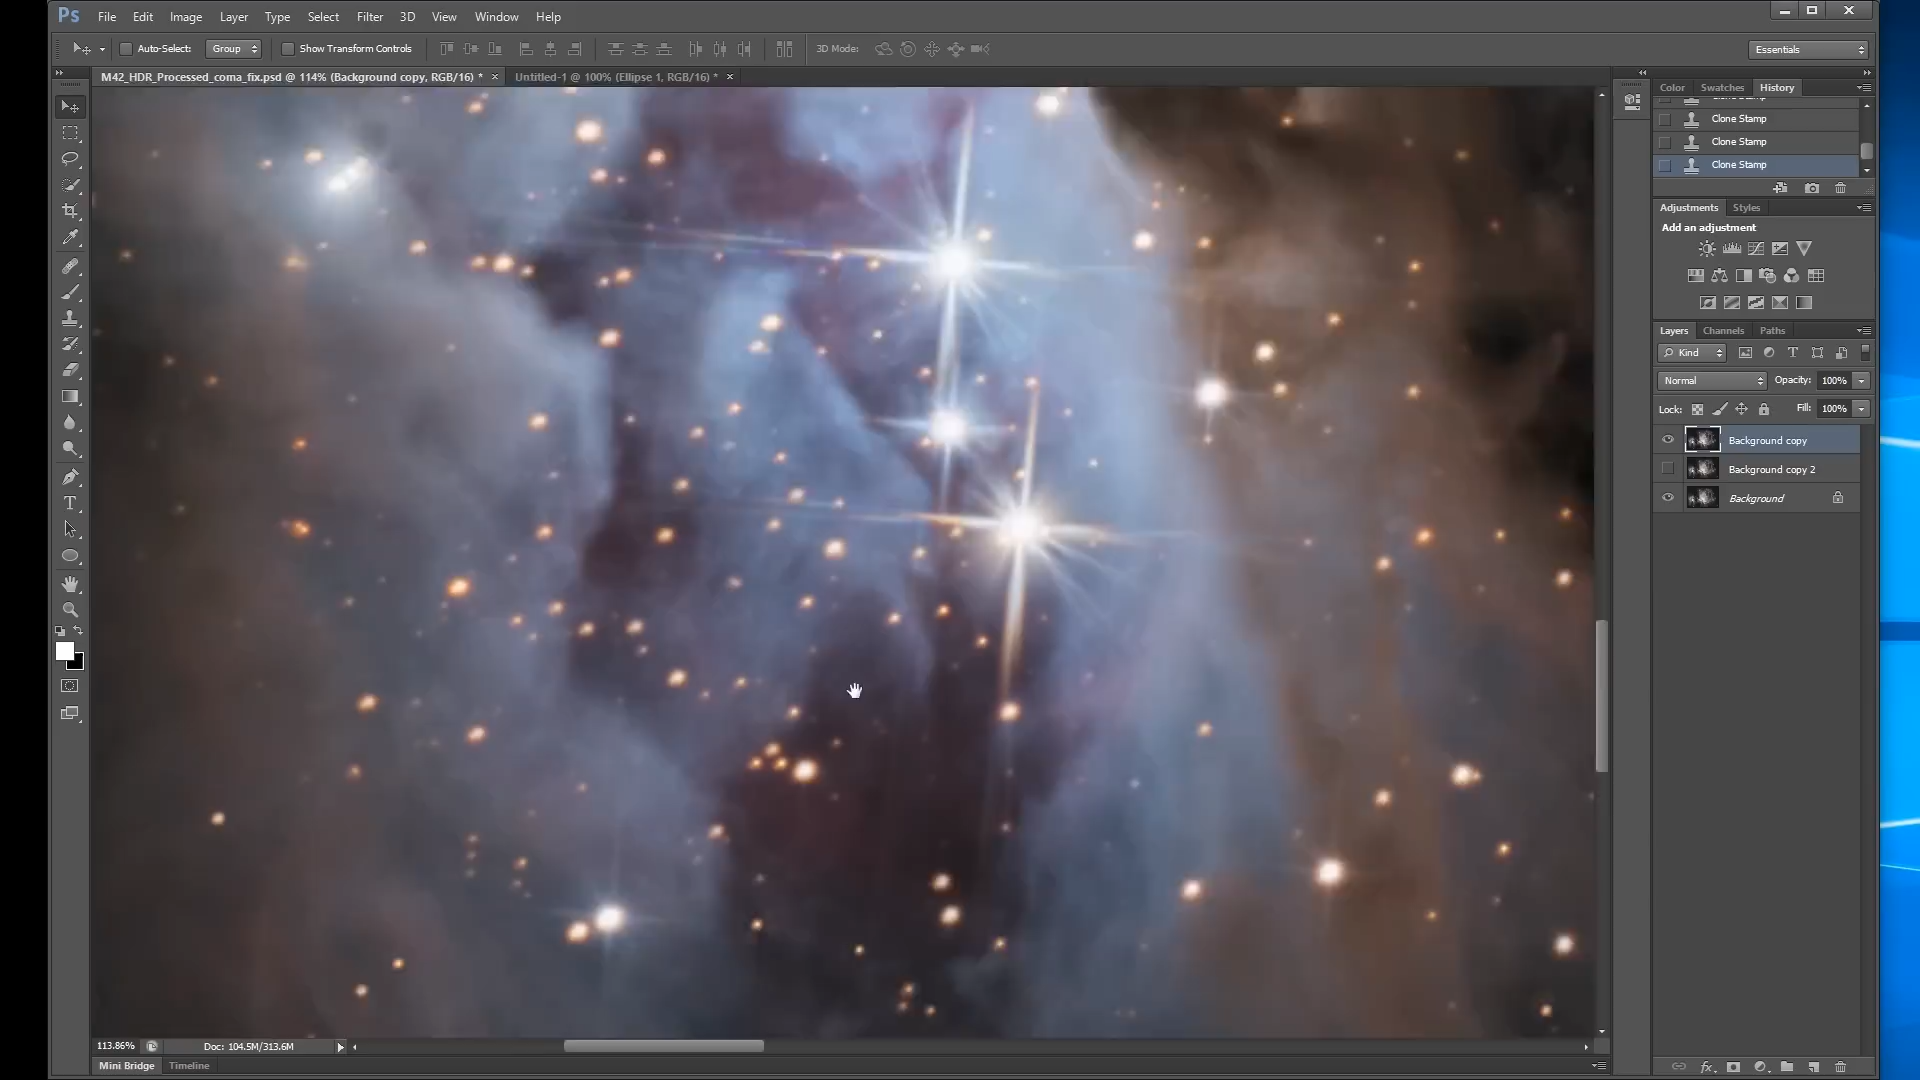 Ps File Edit Image Layer Type Select Filter 3D View Window Help
Auto-Select: Group Show Transform Controls 3D Mode: Essentials
M42_HDR_Processed_coma_fix.psd @ 114% (Background copy, RGB/16) * Untitled-1 @ 100% (Ellipse 1, RGB/16) *
Color Swatches History
Clone Stamp
Clone Stamp
Clone Stamp
Adjustments Styles
Add an adjustment
Layers Channels Paths
Kind
Normal Opacity: 100%
Lock: Fill: 100%
Background copy
Background copy 2
Background
113.86% Doc: 104.5M/313.6M
Mini Bridge Timeline